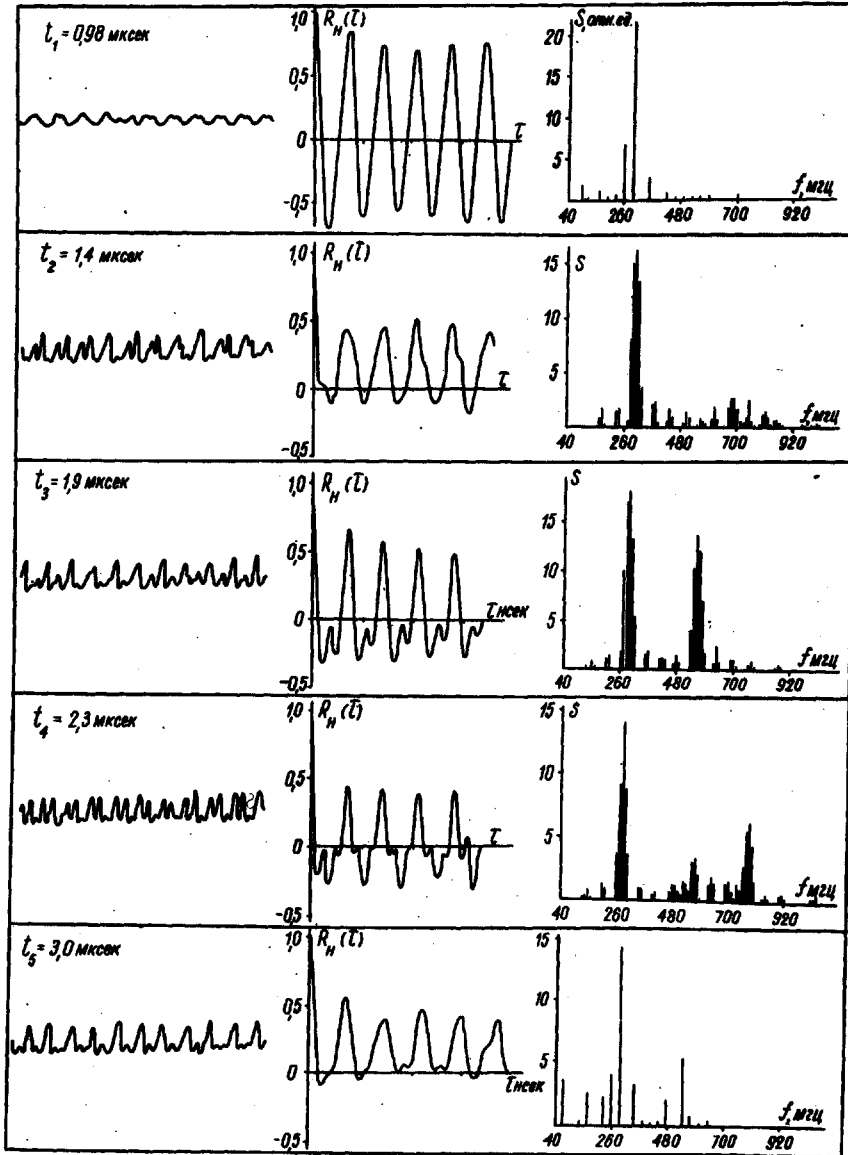 t₁ = 0,98 мксек
1,0 Rн(τ)
0,5
0
-0,5
τ
S, отн.ед.
20
15
10
5
f, мгц
40 260 480 700 920
t₂ = 1,4 мксек
1,0 Rн(τ)
0,5
0
-0,5
τ
S
15
10
5
f, мгц
40 260 480 700 920
t₃ = 1,9 мксек
1,0 Rн(τ)
0,5
0
-0,5
τ нсек
S
15
10
5
f мгц
40 260 480 700 920
t₄ = 2,3 мксек
1,0 Rн(τ)
0,5
0
-0,5
τ
15 S
10
5
f мгц
40 260 480 700 920
t₅ = 3,0 мксек
1,0 Rн(τ)
0,5
0
-0,5
τ нсек
15
10
5
f, мгц
40 260 480 700 920